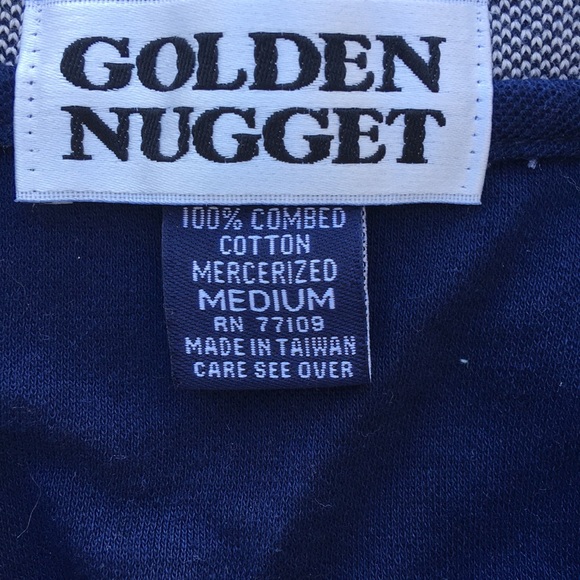 GOLDEN
NUGGET
100% COMBED
COTTON
MERCERIZED
MEDIUM
RN 77109
MADE IN TAIWAN
CARE SEE OVER